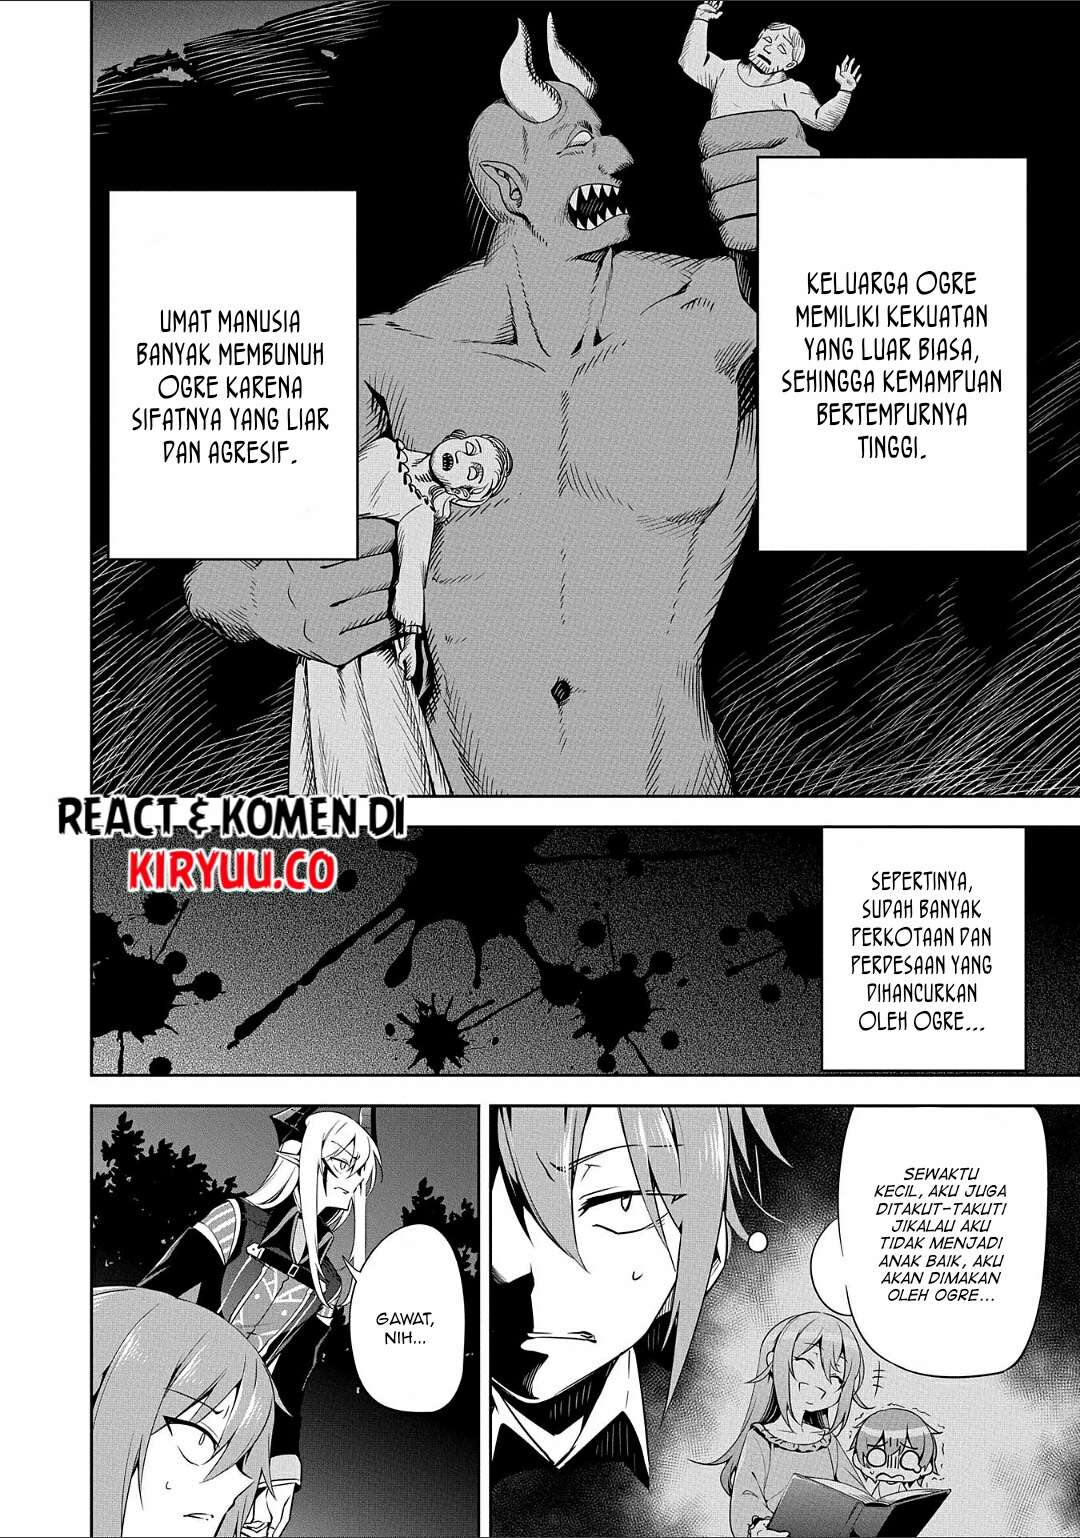 KELUARGA OGRE
MEMILIKI KEKUATAN
YANG LUAR BIASA,
SEHINGGA KEMAMPUAN
BERTEMPURNYA
TINGGI.
UMAT MANUSIA
BANYAK MEMBUNUH
OGRE KARENA
SIFATNYA YANG LIAR
DAN AGRESIF.
REACT & KOMEN DI
KIRYUU.CO
SEPERTINYA,
SUDAH BANYAK
PERKOTAAN DAN
PERDESAAN YANG
DIHANCURKAN
OLEH OGRE...
SEWAKTU
KECIL, AKU JUGA
DITAKUT-TAKUTI
JIKALAU AKU
TIDAK MENJADI
ANAK BAIK, AKU
AKAN DIMAKAN
OLEH OGRE...
GAWAT,
NIH...